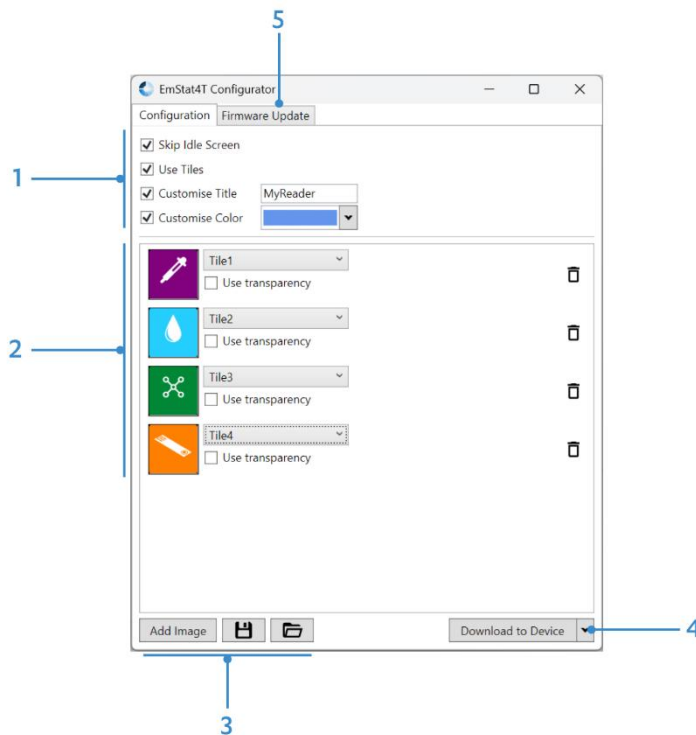 5
EmStat4T Configurator
Configuration Firmware Update
Skip Idle Screen
1
Use Tiles
Customise Title MyReader
Customise Color
Tile1
Use transparency
2
Tile2
Use transparency
Tile3
Use transparency
Tile4
Use transparency
Add Image Download to Device
4
3